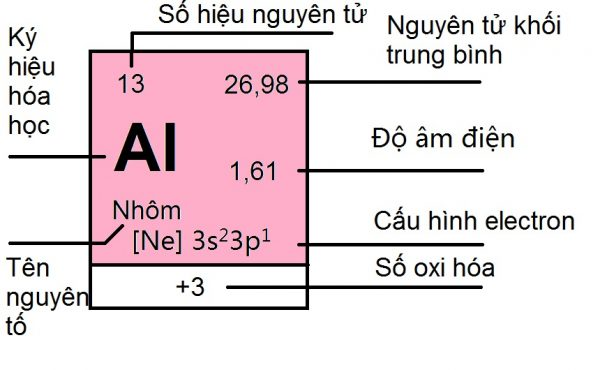 Số hiệu nguyên tử
Ký
hiệu
hóa
học
Nguyên tử khối
trung bình
13
26,98
Al
Độ âm điện
1,61
Nhôm
[Ne] 3s²3p¹
Cấu hình electron
Tên
nguyên
tố
Số oxi hóa
+3